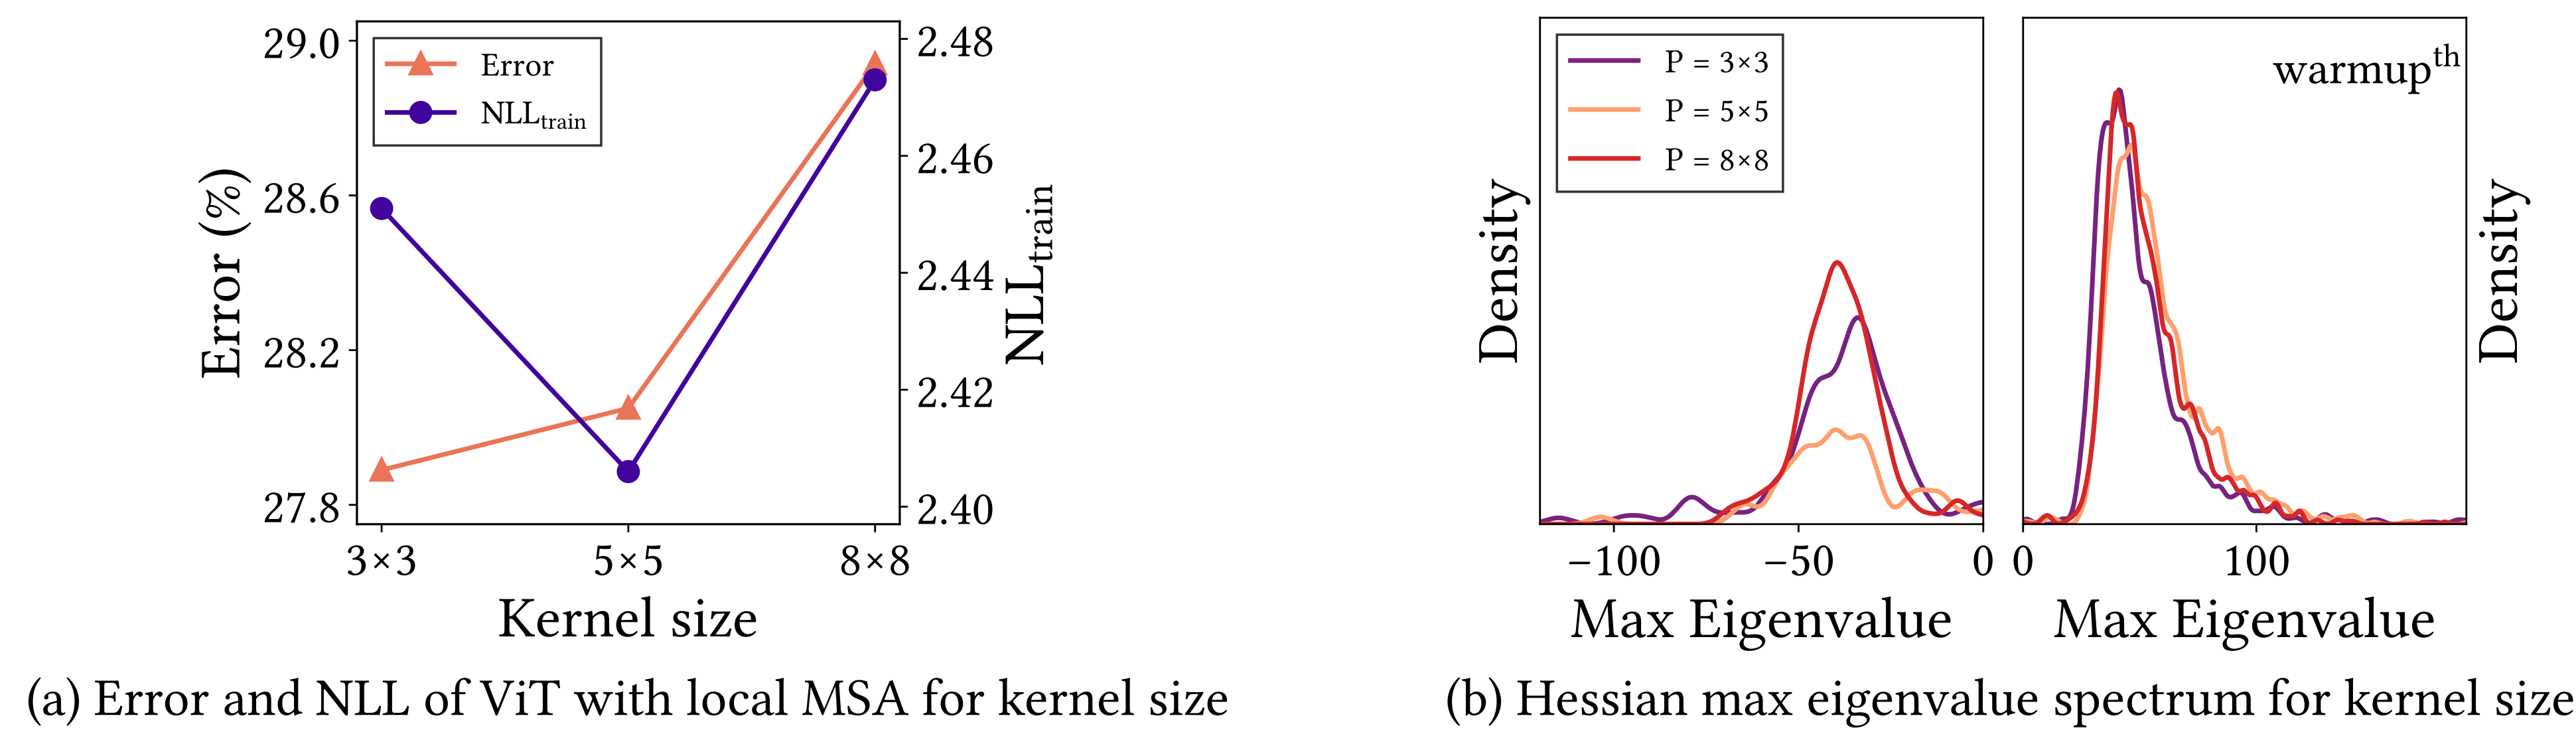 Error
NLLtrain
29.0
28.6
28.2
27.8
Error (%)
2.48
2.46
2.44
2.42
2.40
NLLtrain
3×3
5×5
8×8
Kernel size
(a) Error and NLL of ViT with local MSA for kernel size
P = 3×3
P = 5×5
P = 8×8
Density
−100
−50
0
Max Eigenvalue
warmupth
Density
0
100
Max Eigenvalue
(b) Hessian max eigenvalue spectrum for kernel size